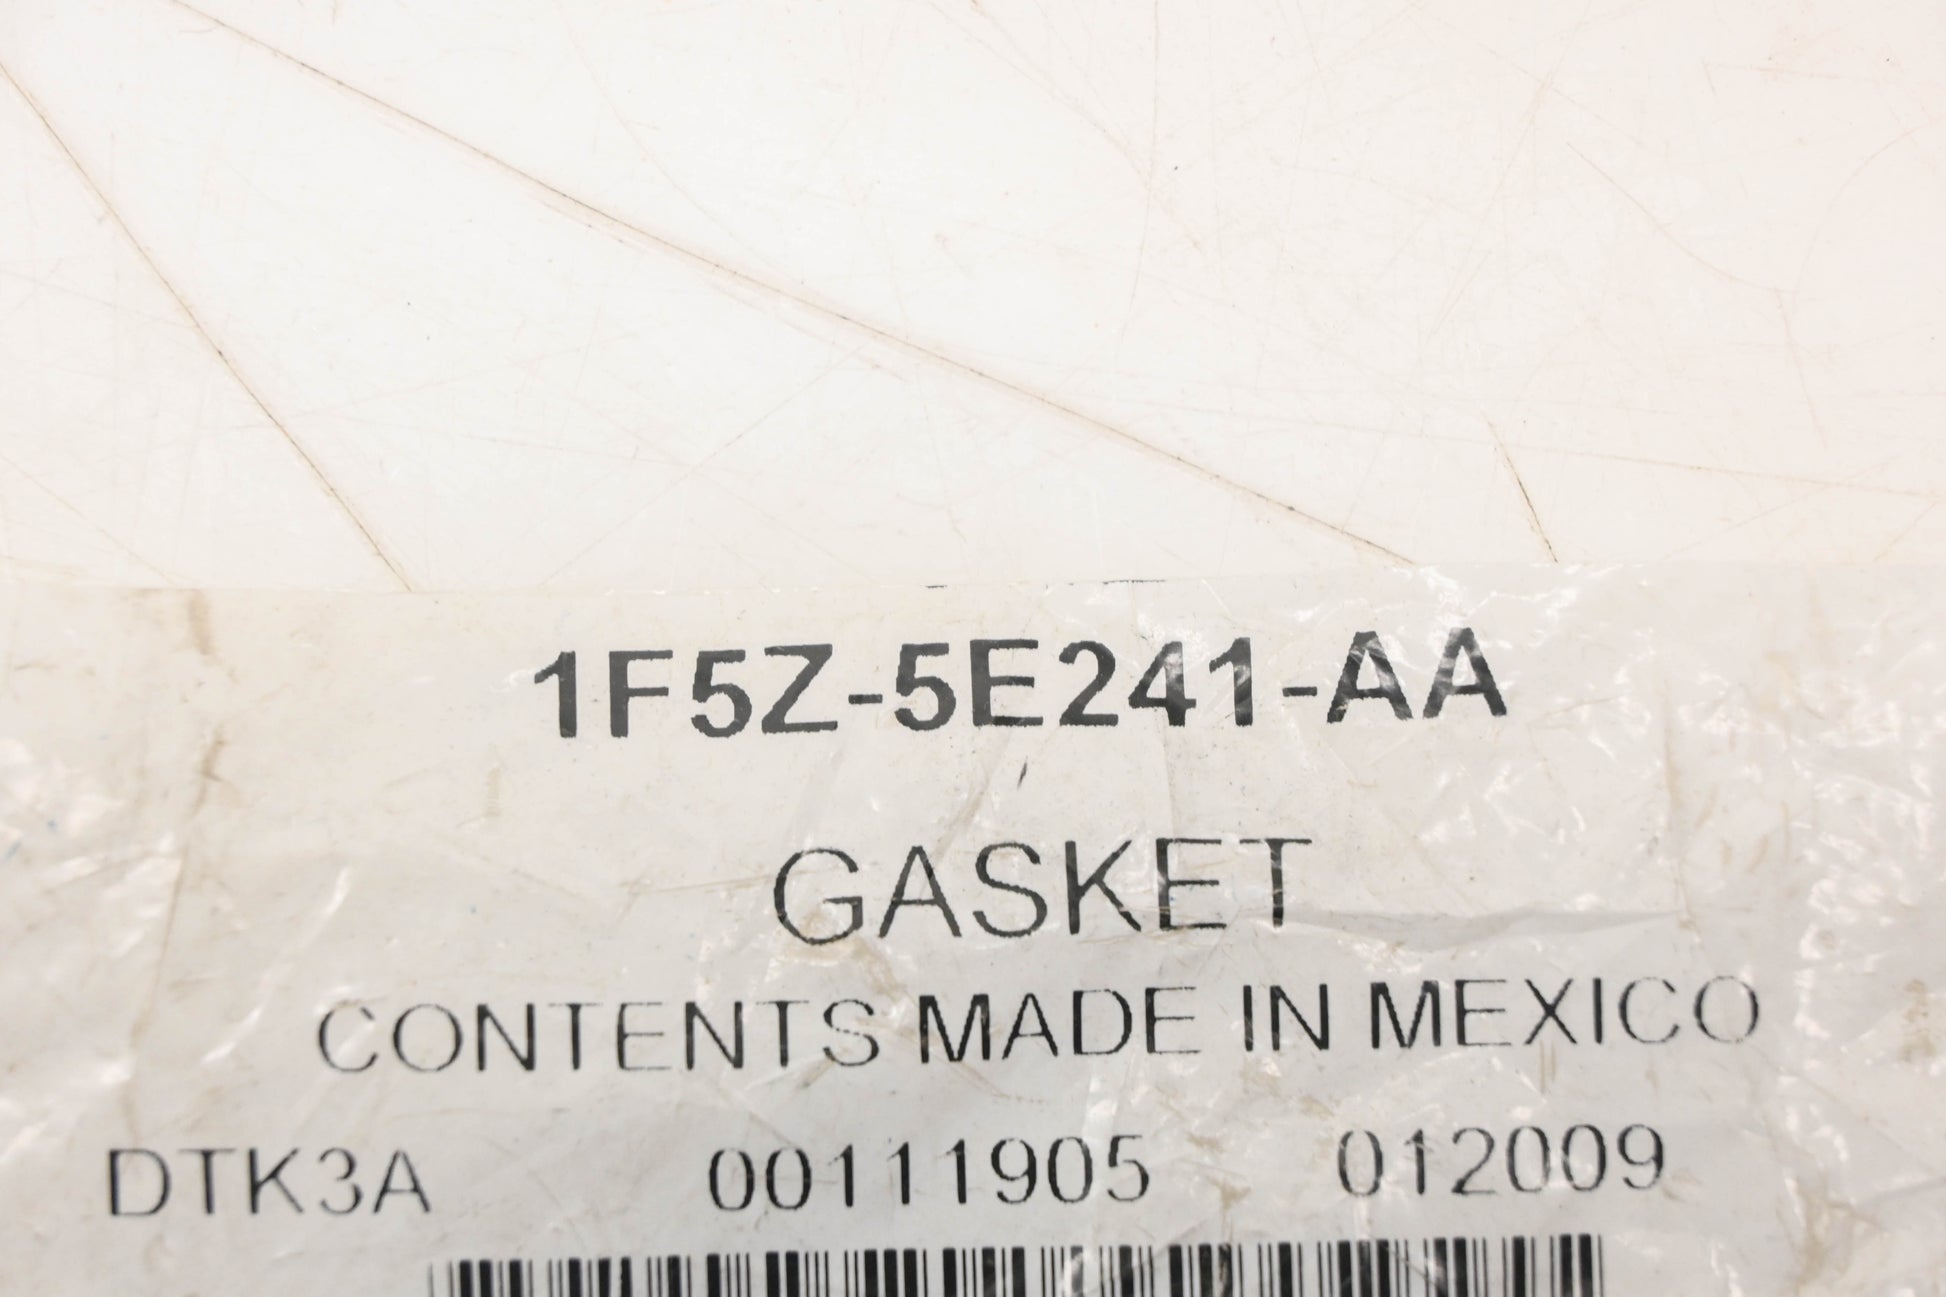 1F5Z-5E241-AA
GASKET
CONTENTS MADE IN MEXICO
DTK3A 00111905 012009